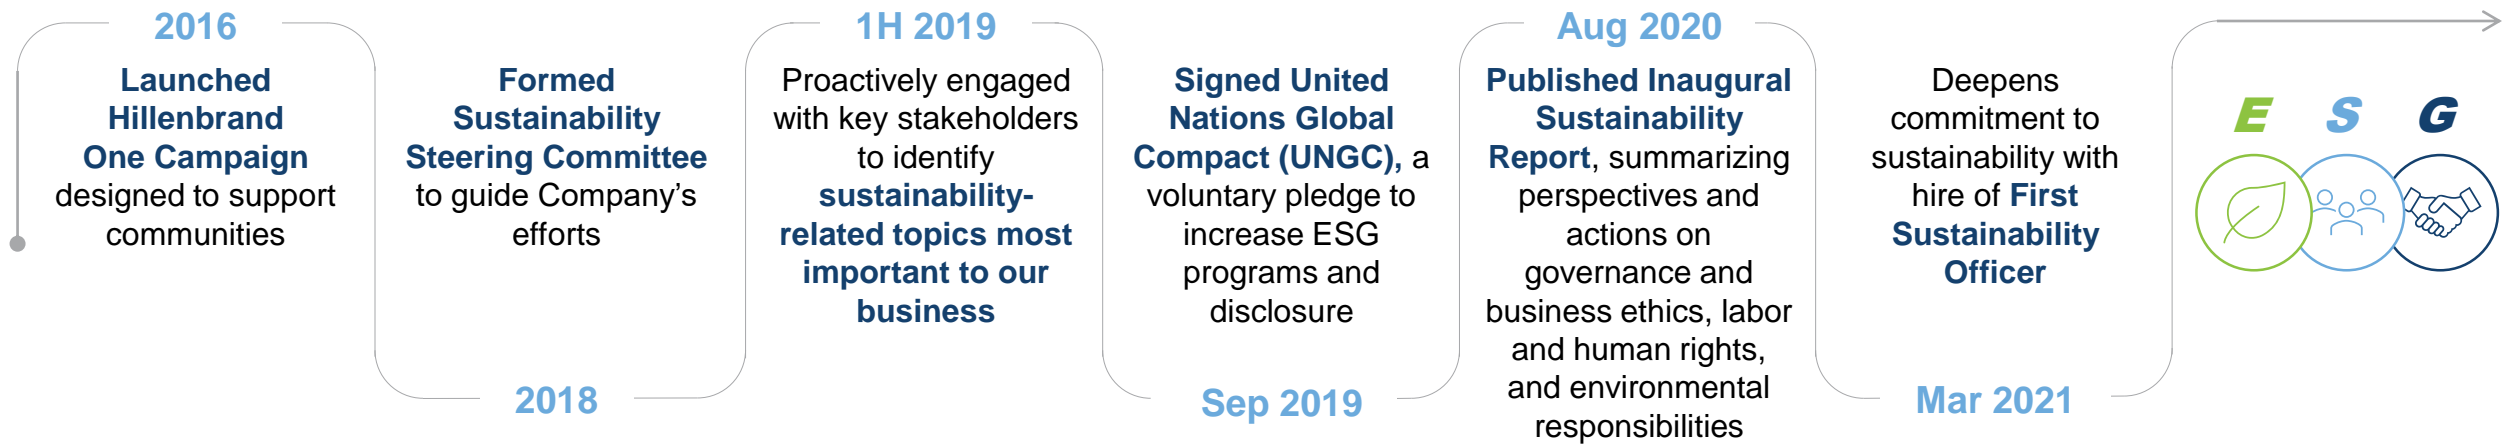 2016
Launched
Hillenbrand
One Campaign
designed to support
communities
Formed
Sustainability
Steering Committee
to guide Company’s
efforts
2018
1H 2019
Proactively engaged
with key stakeholders
to identify
sustainability-
related topics most
important to our
business
Signed United
Nations Global
Compact (UNGC), a
voluntary pledge to
increase ESG
programs and
disclosure
Sep 2019
Aug 2020
Published Inaugural
Sustainability
Report, summarizing
perspectives and
actions on
governance and
business ethics, labor
and human rights,
and environmental
responsibilities
Deepens
commitment to
sustainability with
hire of First
Sustainability
Officer
Mar 2021
E S G